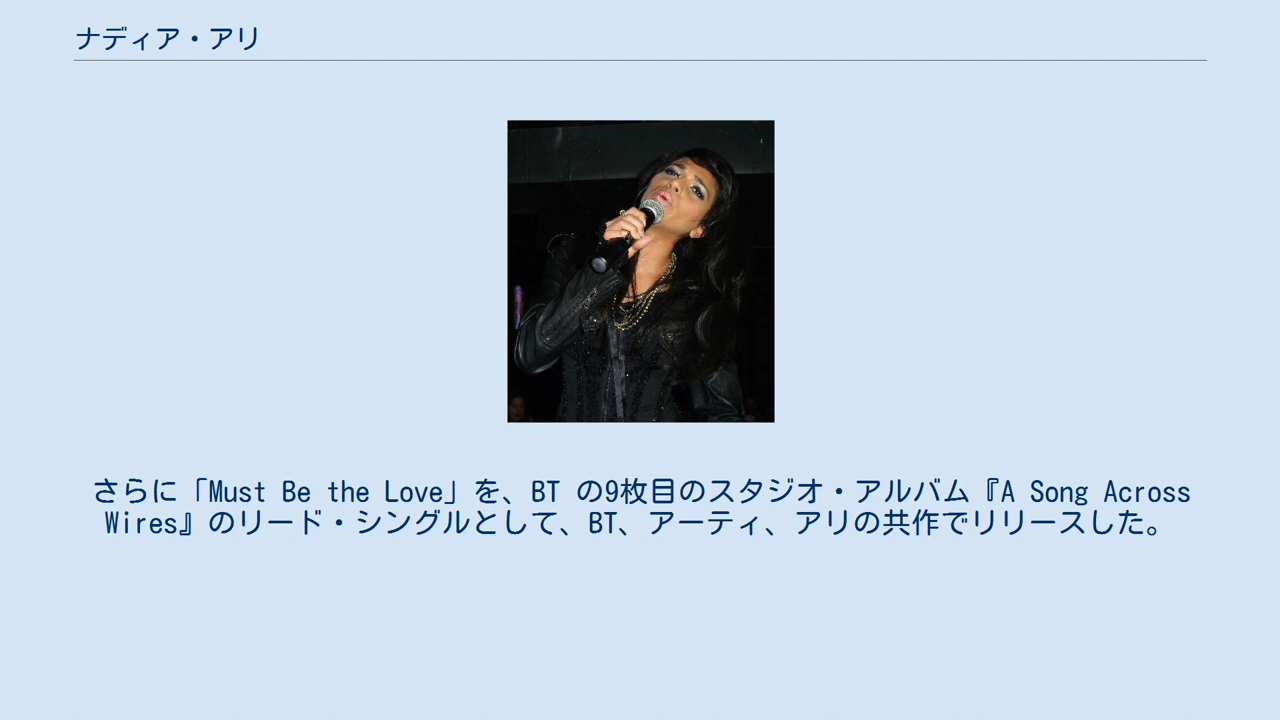 ナディア・アリ
さらに「Must Be the Love」を、BT の9枚目のスタジオ・アルバム『A Song Across
Wires』のリード・シングルとして、BT、アーティ、アリの共作でリリースした。